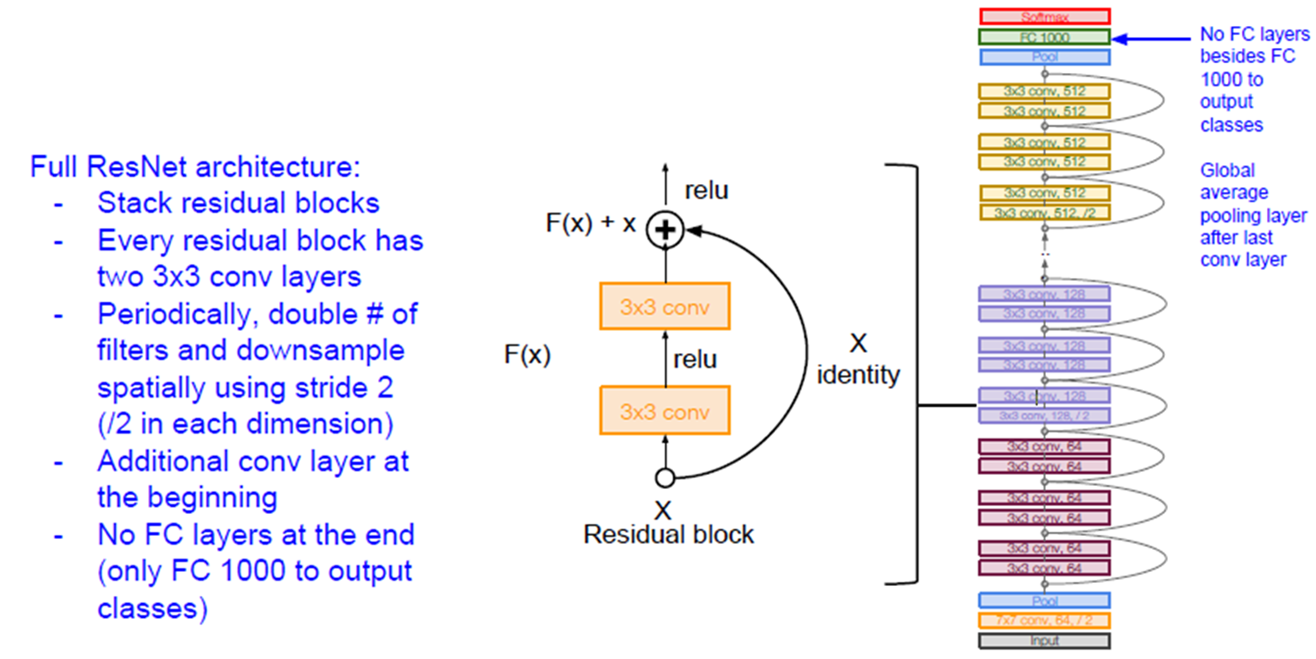 Full ResNet architecture:
- Stack residual blocks
- Every residual block has
two 3x3 conv layers
- Periodically, double # of
filters and downsample
spatially using stride 2
(/2 in each dimension)
- Additional conv layer at
the beginning
- No FC layers at the end
(only FC 1000 to output
classes)
relu
F(x) + x
3x3 conv
F(x)
relu
X
identity
3x3 conv
X
Residual block
Softmax
FC 1000
Pool
3x3 conv, 512
3x3 conv, 512
3x3 conv, 512
3x3 conv, 512
3x3 conv, 512
3x3 conv, 512, /2
..
3x3 conv, 128
3x3 conv, 128
3x3 conv, 128
3x3 conv, 128
3x3 conv, 128
3x3 conv, 128, / 2
3x3 conv, 64
3x3 conv, 64
3x3 conv, 64
3x3 conv, 64
3x3 conv, 64
3x3 conv, 64
Pool
7x7 conv, 64, / 2
Input
No FC layers
besides FC
1000 to
output
classes
Global
average
pooling layer
after last
conv layer